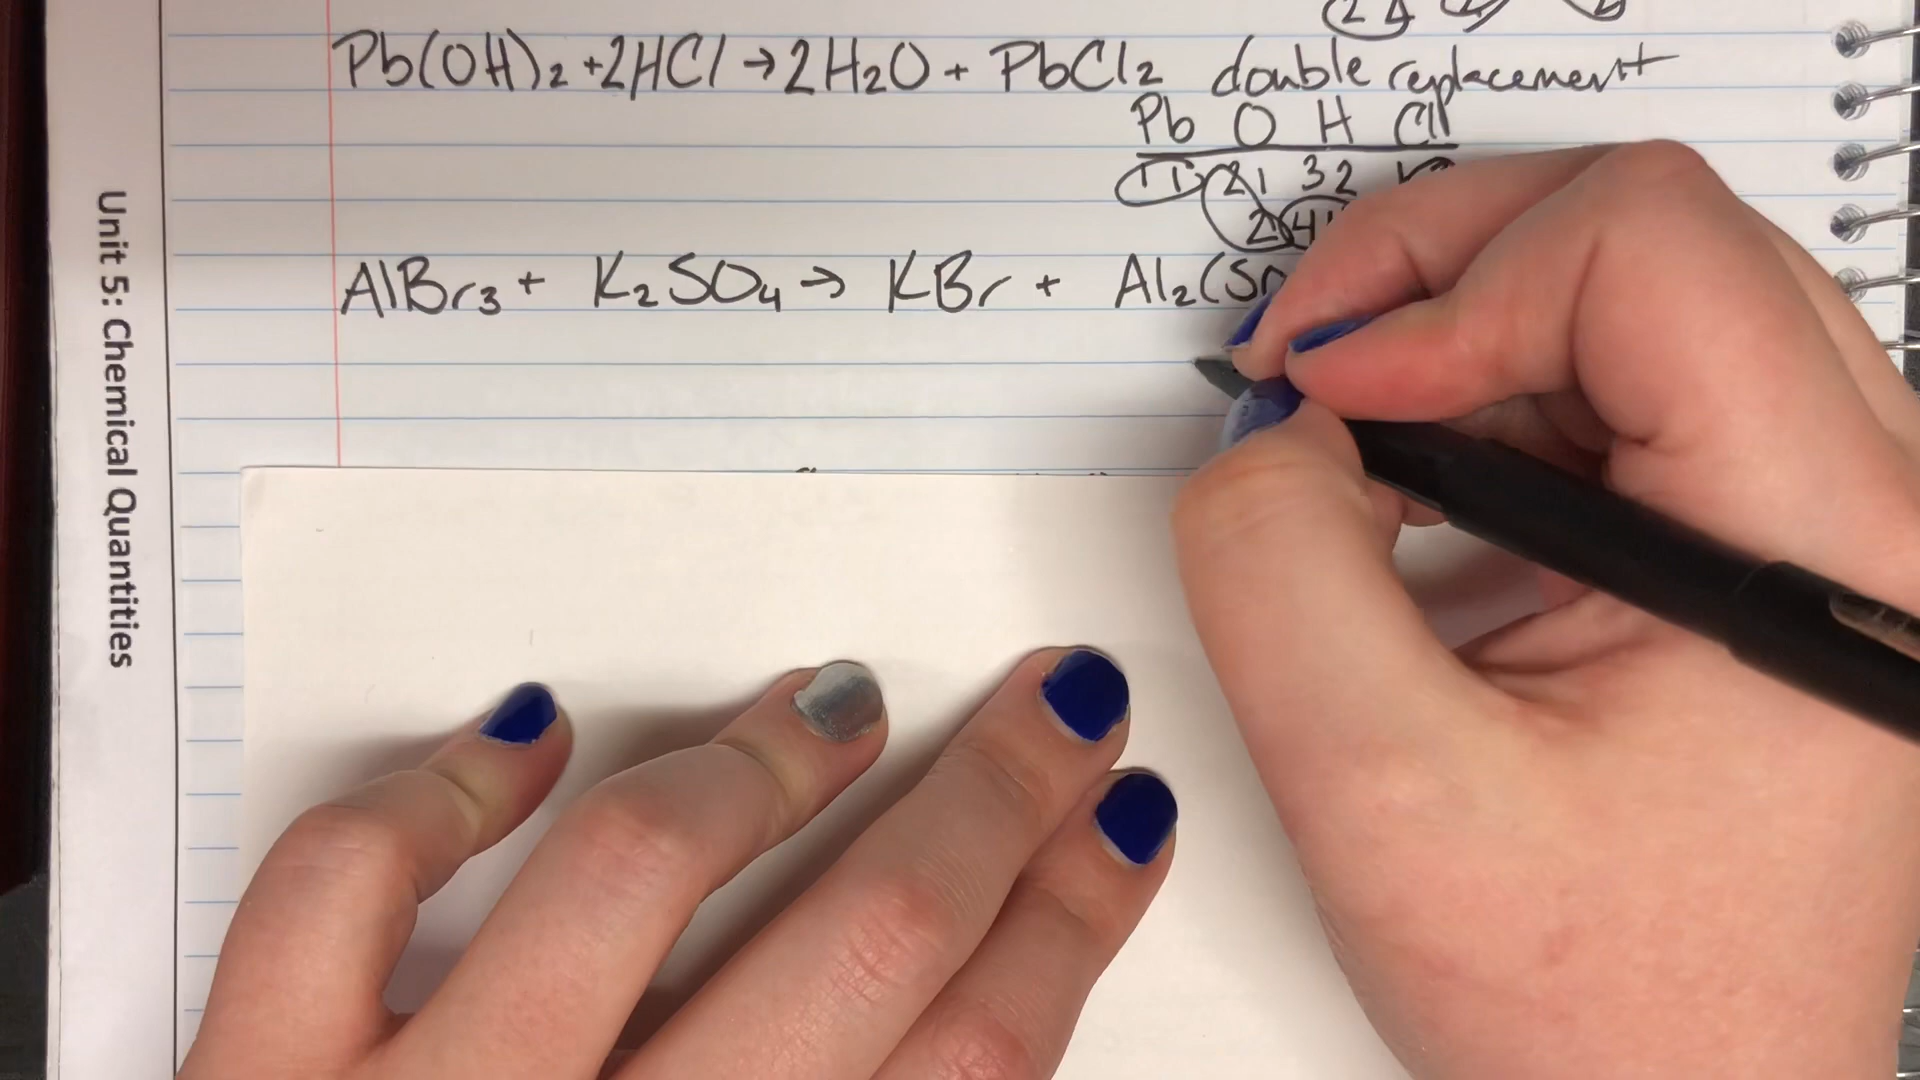 Pb(OH)₂ +2HCl → 2H₂O + PbCl₂ double replacement
Pb O H Cl
1 1 2 1 3 2
2 4
AlBr₃ + K₂SO₄ → KBr + Al₂(SO
Unit 5: Chemical Quantities